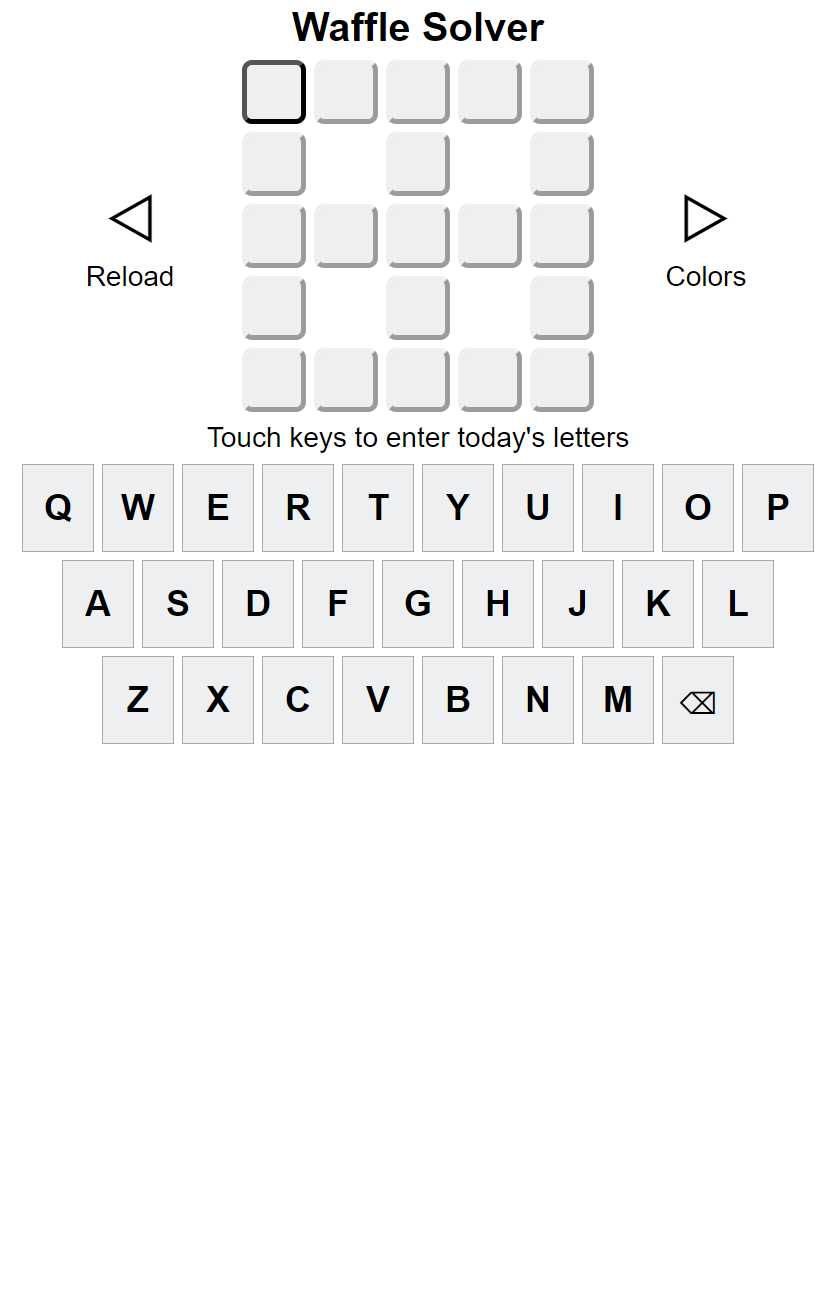 Waffle Solver
Reload
Colors
Touch keys to enter today's letters
Q W E R T Y U I O P
A S D F G H J K L
Z X C V B N M ⌫